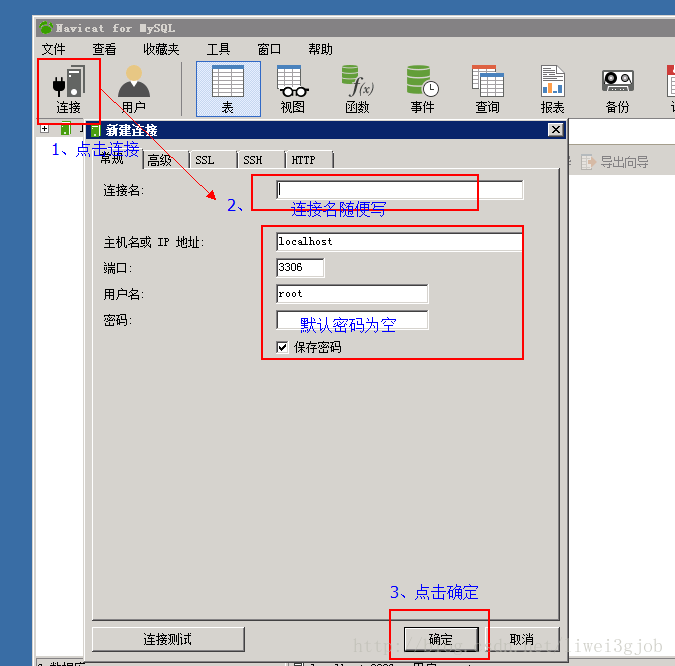 Navicat for MySQL
文件 查看 收藏夹 工具 窗口 帮助
连接 用户 表 视图 函数 事件 查询 报表 备份
f(x)
新建连接
1、点击连接
常规 高级 SSL SSH HTTP
导出向导
连接名:
2、
连接名随便写
主机名或 IP 地址: localhost
端口: 3306
用户名: root
密码: 默认密码为空
保存密码
3、点击确定
连接测试 确定 取消